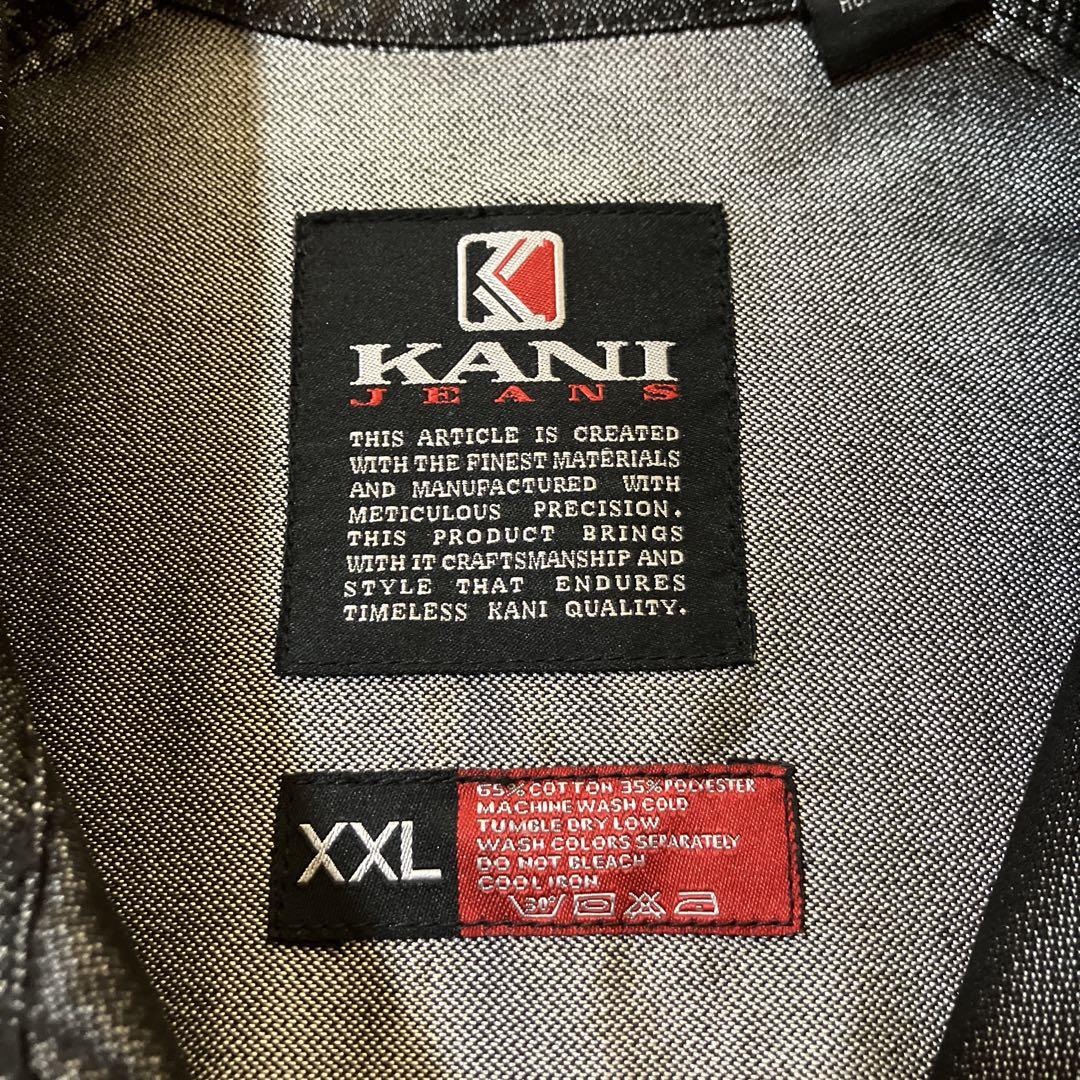 K
KANI
JEANS
THIS ARTICLE IS CREATED
WITH THE FINEST MATERIALS
AND MANUFACTURED WITH
METICULOUS PRECISION.
THIS PRODUCT BRINGS
WITH IT CRAFTSMANSHIP AND
STYLE THAT ENDURES
TIMELESS KANI QUALITY.
XXL
65% COTTON 35% POLYESTER
MACHINE WASH COLD
TUMBLE DRY LOW
WASH COLORS SEPARATELY
DO NOT BLEACH
COOL IRON
30°